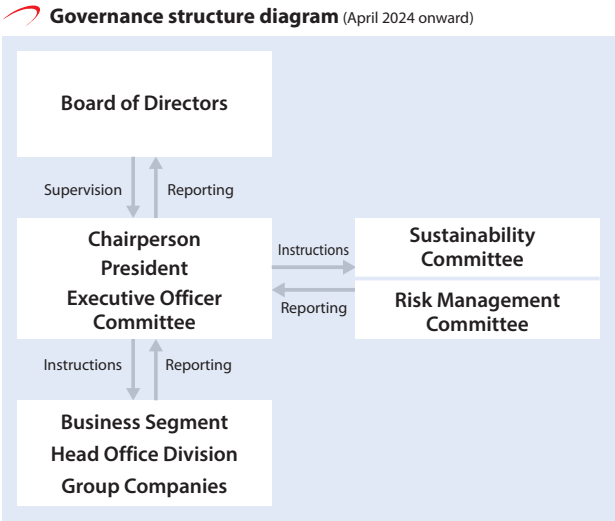 Governance structure diagram (April 2024 onward)
Board of Directors
Supervision
Reporting
Chairperson
President
Executive Officer
Committee
Instructions
Reporting
Sustainability
Committee
Risk Management
Committee
Instructions
Reporting
Business Segment
Head Office Division
Group Companies